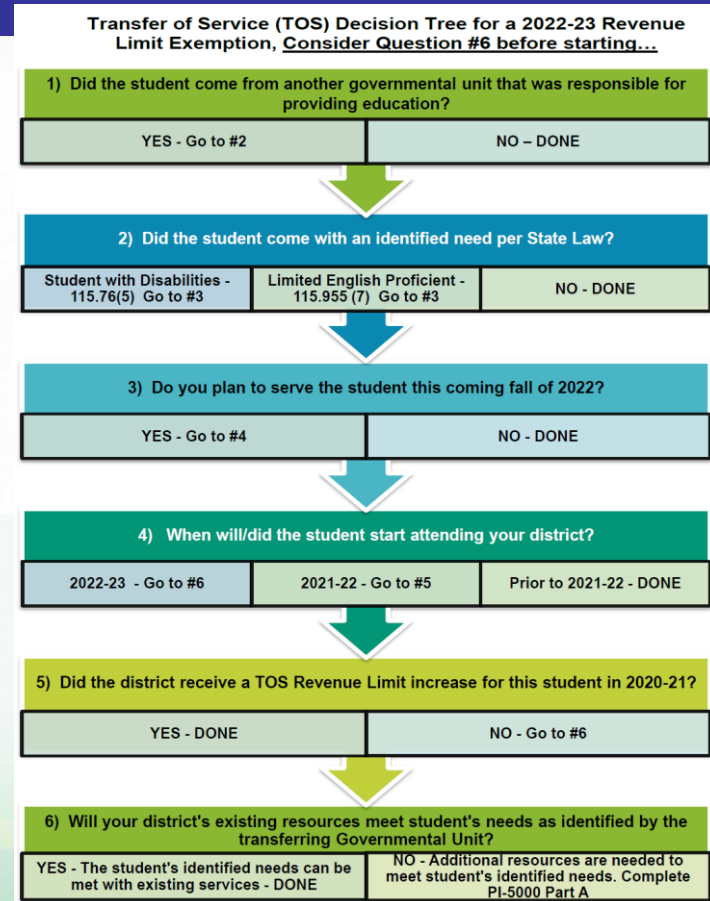 Transfer of Service (TOS) Decision Tree for a 2022-23 Revenue
Limit Exemption, Consider Question #6 before starting…
1) Did the student come from another governmental unit that was responsible for
providing education?
YES - Go to #2
NO – DONE
2) Did the student come with an identified need per State Law?
Student with Disabilities -
115.76(5) Go to #3
Limited English Proficient -
115.955 (7) Go to #3
NO - DONE
3) Do you plan to serve the student this coming fall of 2022?
YES - Go to #4
NO - DONE
4) When will/did the student start attending your district?
2022-23 - Go to #6
2021-22 - Go to #5
Prior to 2021-22 - DONE
5) Did the district receive a TOS Revenue Limit increase for this student in 2020-21?
YES - DONE
NO - Go to #6
6) Will your district's existing resources meet student's needs as identified by the
transferring Governmental Unit?
YES - The student's identified needs can be
met with existing services - DONE
NO - Additional resources are needed to
meet student's identified needs. Complete
PI-5000 Part A